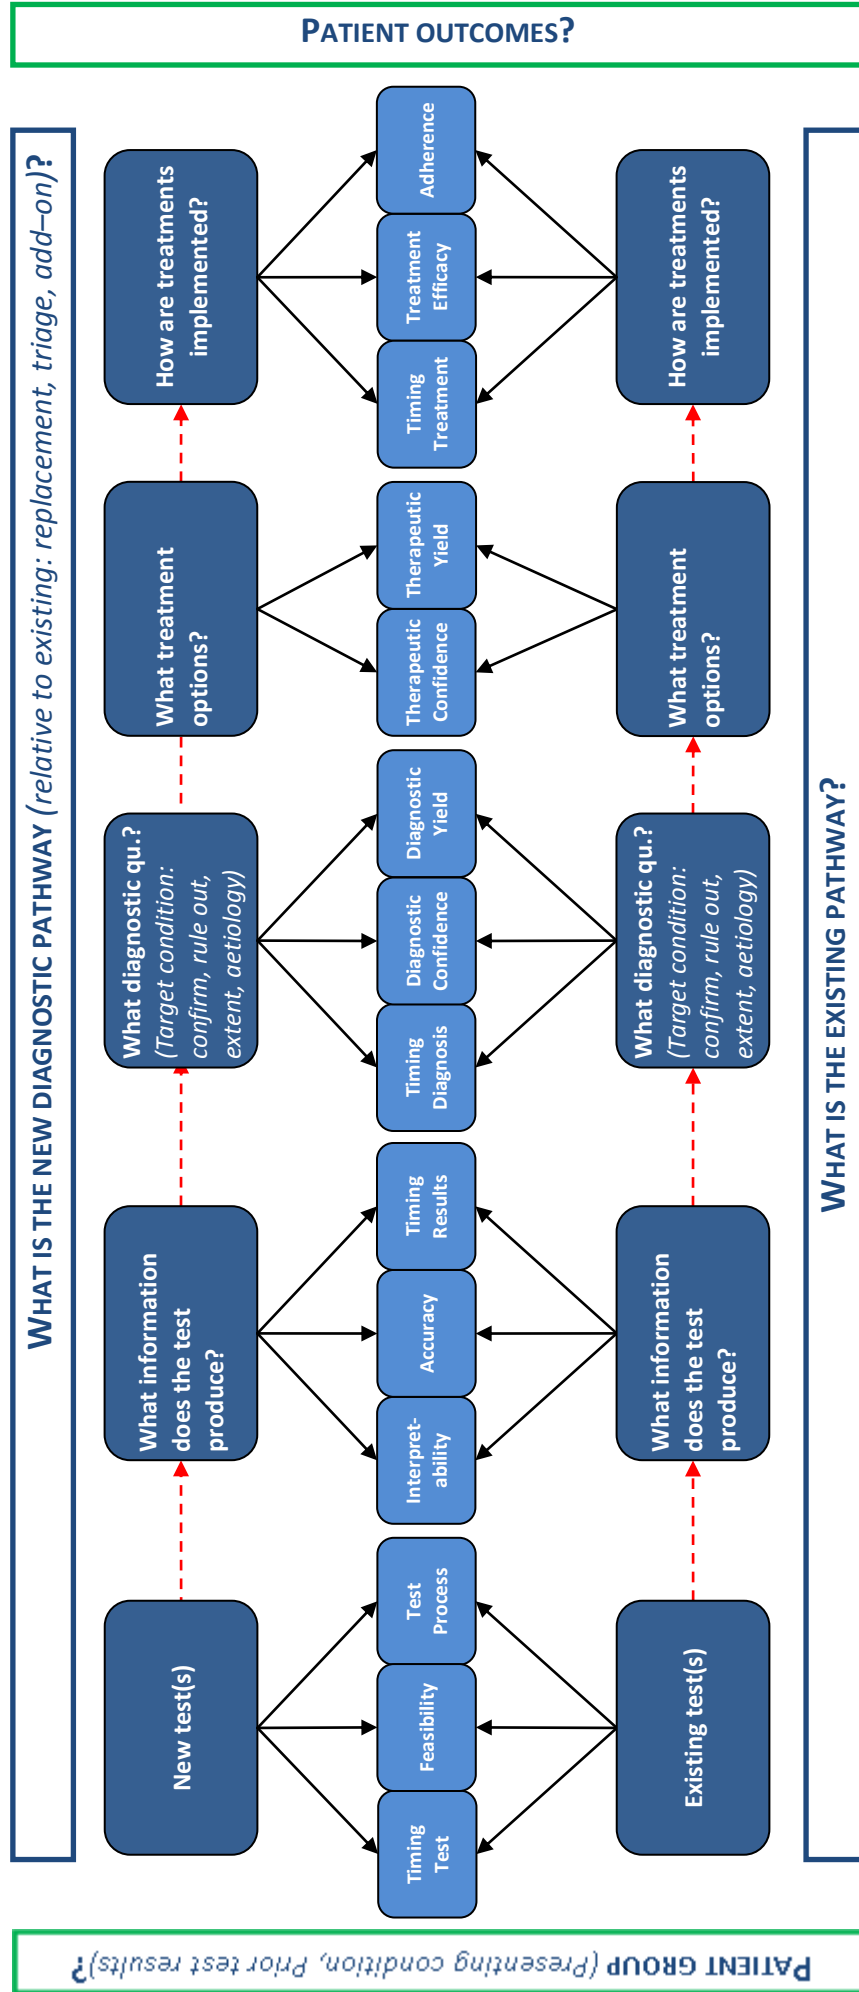 PATIENT GROUP (Presenting condition, Prior test results)?
WHAT IS THE NEW DIAGNOSTIC PATHWAY (relative to existing: replacement, triage, add–on)?
New test(s)
What information
does the test
produce?
What diagnostic qu.?
(Target condition:
confirm, rule out,
extent, aetiology)
What treatment
options?
How are treatments
implemented?
Timing
Test
Feasibility
Test
Process
Interpret-
ability
Accuracy
Timing
Results
Timing
Diagnosis
Diagnostic
Confidence
Diagnostic
Yield
Therapeutic
Confidence
Therapeutic
Yield
Timing
Treatment
Treatment
Efficacy
Adherence
Existing test(s)
What information
does the test
produce?
What diagnostic qu.?
(Target condition:
confirm, rule out,
extent, aetiology)
What treatment
options?
How are treatments
implemented?
WHAT IS THE EXISTING PATHWAY?
PATIENT OUTCOMES?